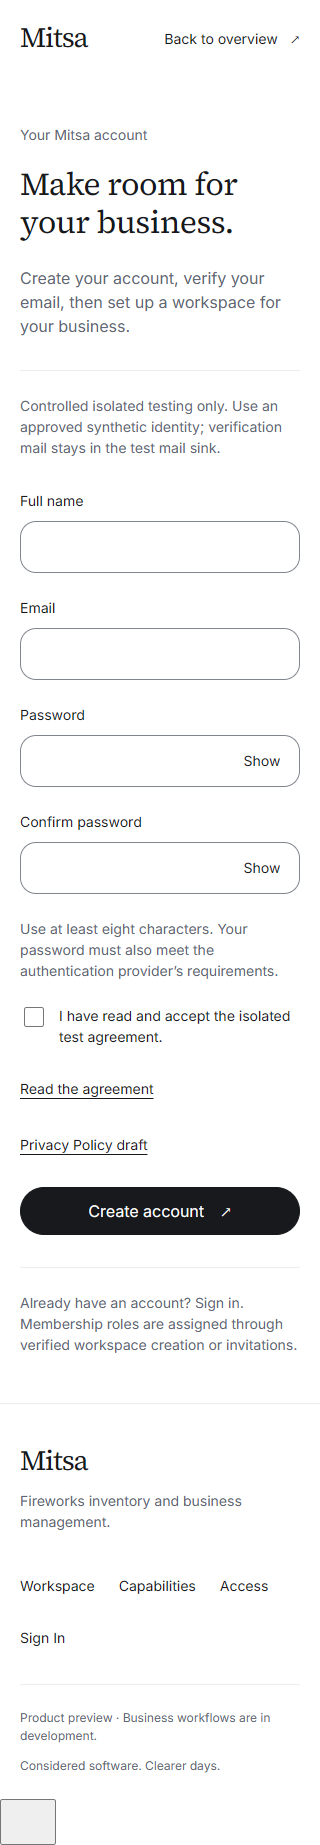 Mitsa
Back to overview ↗
Your Mitsa account
Make room for
your business.
Create your account, verify your
email, then set up a workspace for
your business.
Controlled isolated testing only. Use an
approved synthetic identity; verification
mail stays in the test mail sink.
Full name
Email
Password
Show
Confirm password
Show
Use at least eight characters. Your
password must also meet the
authentication provider’s requirements.
I have read and accept the isolated
test agreement.
Read the agreement
Privacy Policy draft
Create account ↗
Already have an account? Sign in.
Membership roles are assigned through
verified workspace creation or invitations.
Mitsa
Fireworks inventory and business
management.
Workspace Capabilities Access
Sign In
Product preview · Business workflows are in
development.
Considered software. Clearer days.